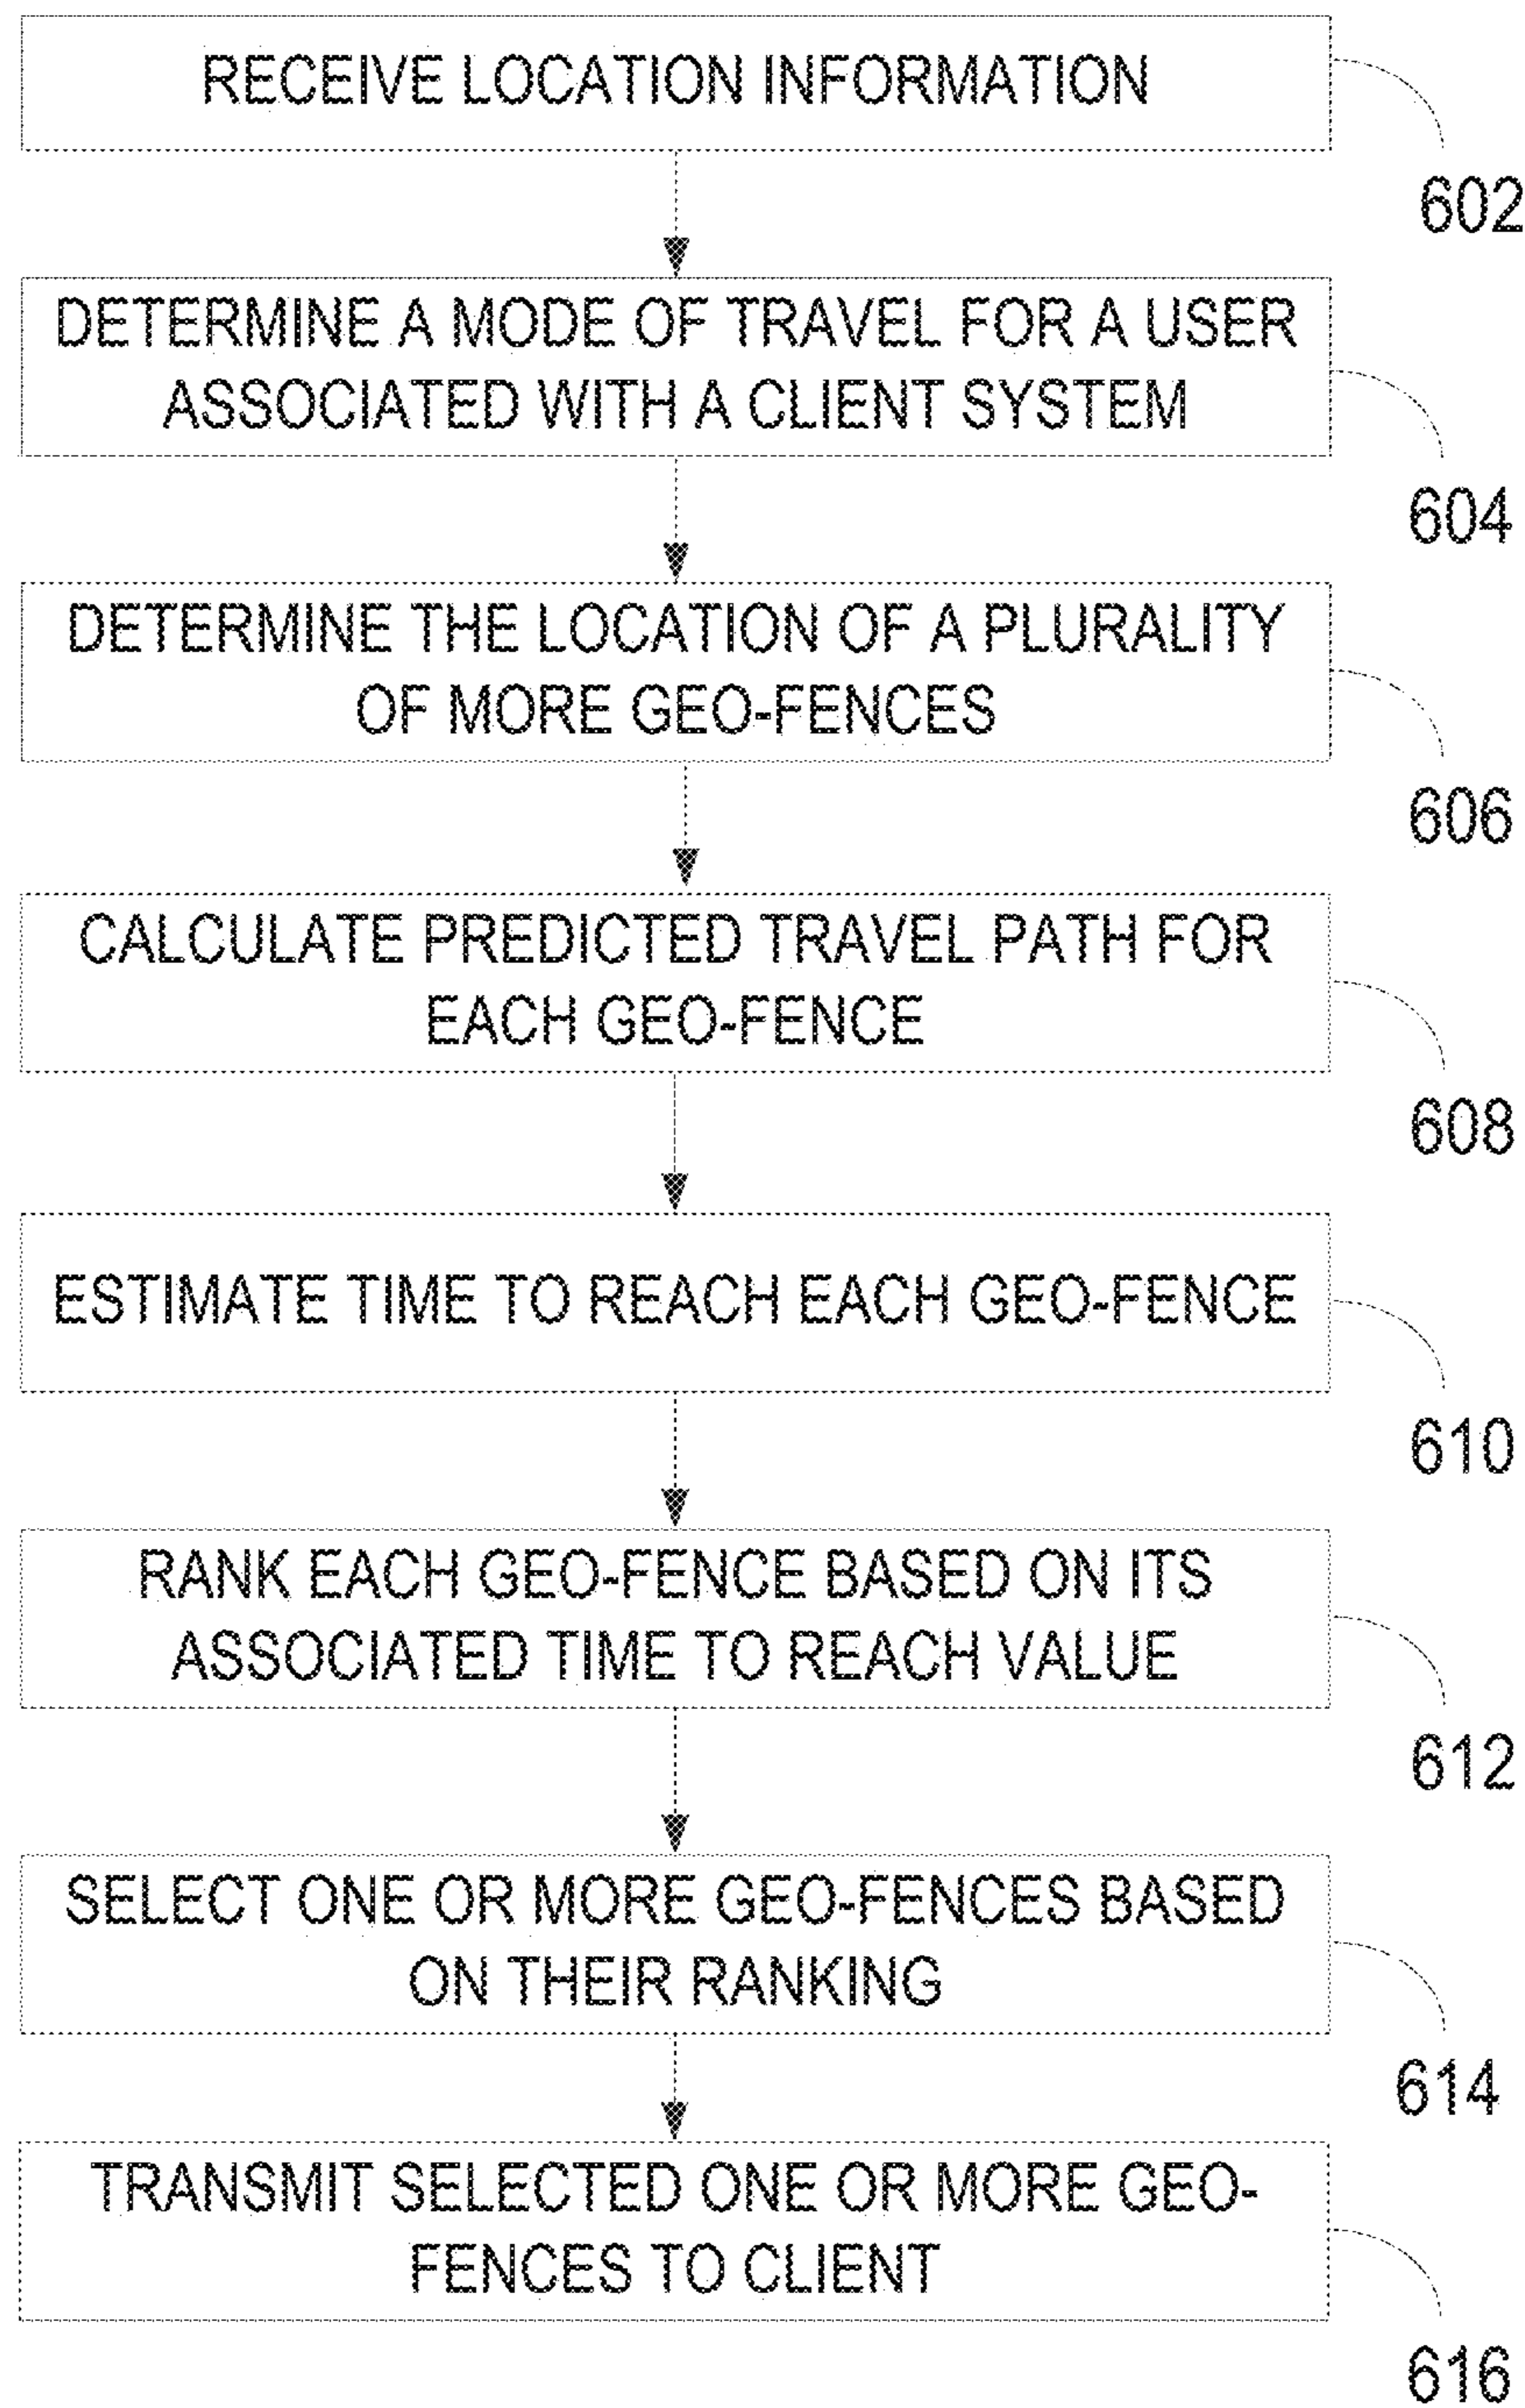 RECEIVE LOCATION INFORMATION
602
DETERMINE A MODE OF TRAVEL FOR A USER
ASSOCIATED WITH A CLIENT SYSTEM
604
DETERMINE THE LOCATION OF A PLURALITY
OF MORE GEO-FENCES
606
CALCULATE PREDICTED TRAVEL PATH FOR
EACH GEO-FENCE
608
ESTIMATE TIME TO REACH EACH GEO-FENCE
610
RANK EACH GEO-FENCE BASED ON ITS
ASSOCIATED TIME TO REACH VALUE
612
SELECT ONE OR MORE GEO-FENCES BASED
ON THEIR RANKING
614
TRANSMIT SELECTED ONE OR MORE GEO-
FENCES TO CLIENT
616